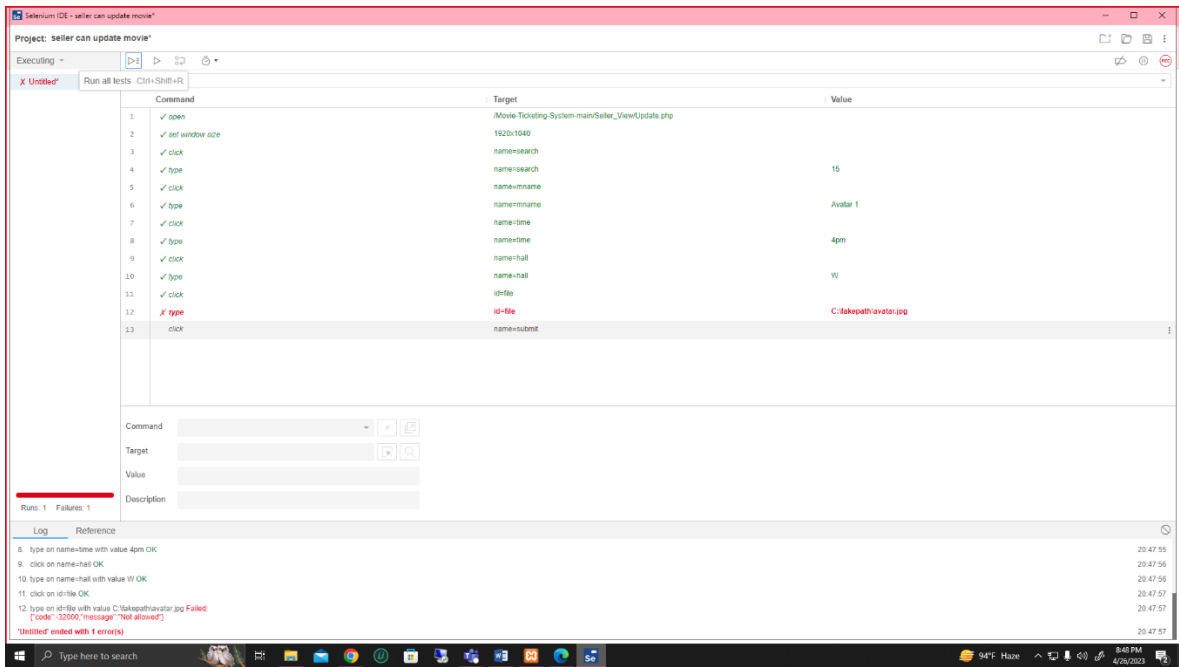 Selenium IDE - seller can update movie*
Project: seller can update movie*
Executing
REC
X Untitled*
Run all tests Ctrl+Shift+R
Command Target Value
1 ✓ open /Movie-Ticketing-System-main/Seller_View/Update.php
2 ✓ set window size 1920x1040
3 ✓ click name=search
4 ✓ type name=search 15
5 ✓ click name=mname
6 ✓ type name=mname Avatar 1
7 ✓ click name=time
8 ✓ type name=time 4pm
9 ✓ click name=hall
10 ✓ type name=hall W
11 ✓ click id=file
12 X type id=file C:\fakepath\avatar.jpg
13 click name=submit
Command
Target
Value
Description
Runs: 1 Failures: 1
Log Reference
8. type on name=time with value 4pm OK 20:47:55
9. click on name=hall OK 20:47:56
10. type on name=hall with value W OK 20:47:56
11. click on id=file OK 20:47:57
12. type on id=file with value C:\fakepath\avatar.jpg Failed: 20:47:57
{"code":-32000,"message":"Not allowed"}
'Untitled' ended with 1 error(s) 20:47:57
Type here to search
94°F Haze
8:48 PM
4/26/2023